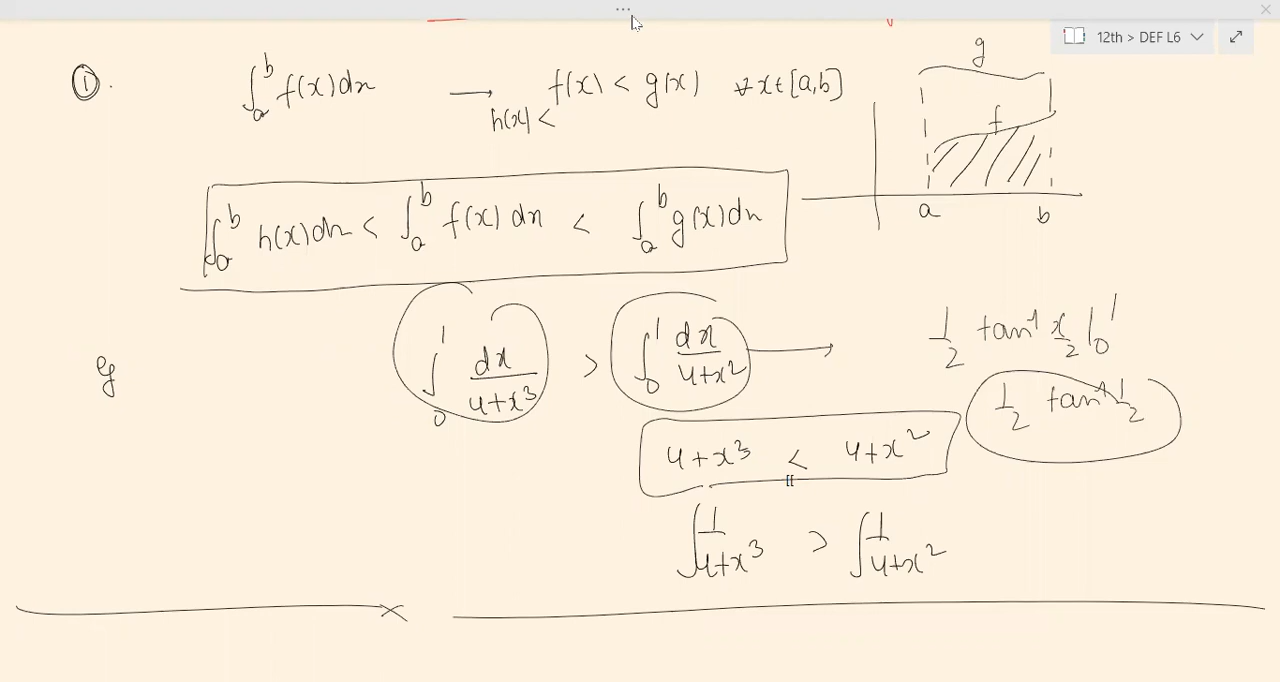 12th > DEF L6
① ∫ₐᵇ f(x)dx → f(x) < g(x) ∀ x ∈ [a,b]
h(x) <
g
f
a b
∫ₐᵇ h(x)dx < ∫ₐᵇ f(x)dx < ∫ₐᵇ g(x)dx
Eg ∫₀¹ dx/(4+x³) > ∫₀¹ dx/(4+x²) → 1/2 tan⁻¹ x/2 |₀¹
1/2 tan⁻¹ 1/2
4+x³ < 4+x²
∫ 1/(4+x³) > ∫ 1/(4+x²)